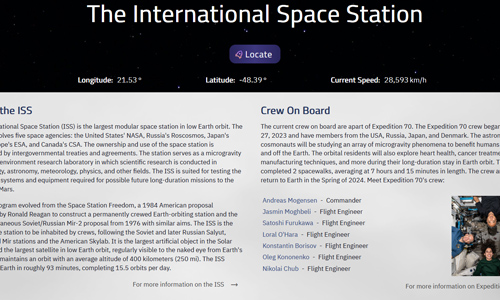 The International Space Station
Locate
Longitude: 21.53 °
Latitude: -48.39 °
Current Speed: 28,593 km/h
the ISS
ational Space Station (ISS) is the largest modular space station in low Earth orbit. The
volves five space agencies: the United States' NASA, Russia's Roscosmos, Japan's
pe's ESA, and Canada's CSA. The ownership and use of the space station is
d by intergovernmental treaties and agreements. The station serves as a microgravity
environment research laboratory in which scientific research is conducted in
y, astronomy, meteorology, physics, and other fields. The ISS is suited for testing the
systems and equipment required for possible future long-duration missions to the
Mars.
ogram evolved from the Space Station Freedom, a 1984 American proposal
by Ronald Reagan to construct a permanently crewed Earth-orbiting station and the
aneous Soviet/Russian Mir-2 proposal from 1976 with similar aims. The ISS is the
e station to be inhabited by crews, following the Soviet and later Russian Salyut,
d Mir stations and the American Skylab. It is the largest artificial object in the Solar
d the largest satellite in low Earth orbit, regularly visible to the naked eye from Earth's
maintains an orbit with an average altitude of 400 kilometers (250 mi). The ISS
Earth in roughly 93 minutes, completing 15.5 orbits per day.
For more information on the ISS →
Crew On Board
The current crew on board are apart of Expedition 70. The Expedition 70 crew began
27, 2023 and have members from the USA, Russia, Japan, and Denmark. The astron
cosmonauts will be studying an array of microgravity phenomena to benefit humans
and off the Earth. The orbital residents will also explore heart health, cancer treatme
manufacturing techniques, and more during their long-duration stay in Earth orbit. T
completed 2 spacewalks, averaging at 7 hours and 15 minutes in length. The crew a
return to Earth in the Spring of 2024. Meet Expedition 70's crew:
Andreas Mogensen - Commander
Jasmin Moghbeli - Flight Engineer
Satoshi Furukawa - Flight Engineer
Loral O'Hara - Flight Engineer
Konstantin Borisov - Flight Engineer
Oleg Kononenko - Flight Engineer
Nikolai Chub - Flight Engineer
For more information on Expedit